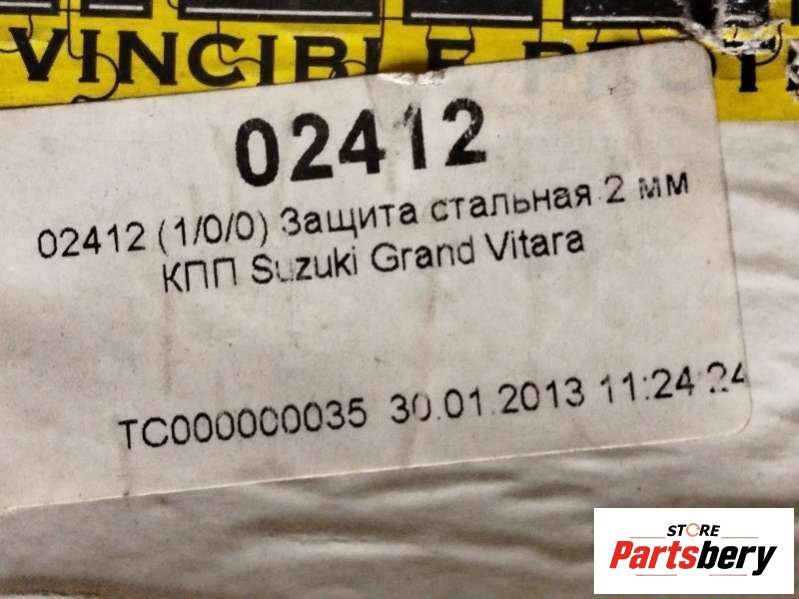 VINCIBLE PROT
02412
02412 (1/0/0) Защита стальная 2 мм
КПП Suzuki Grand Vitara
TC000000035 30.01.2013 11:24:24
STORE
Partsbery